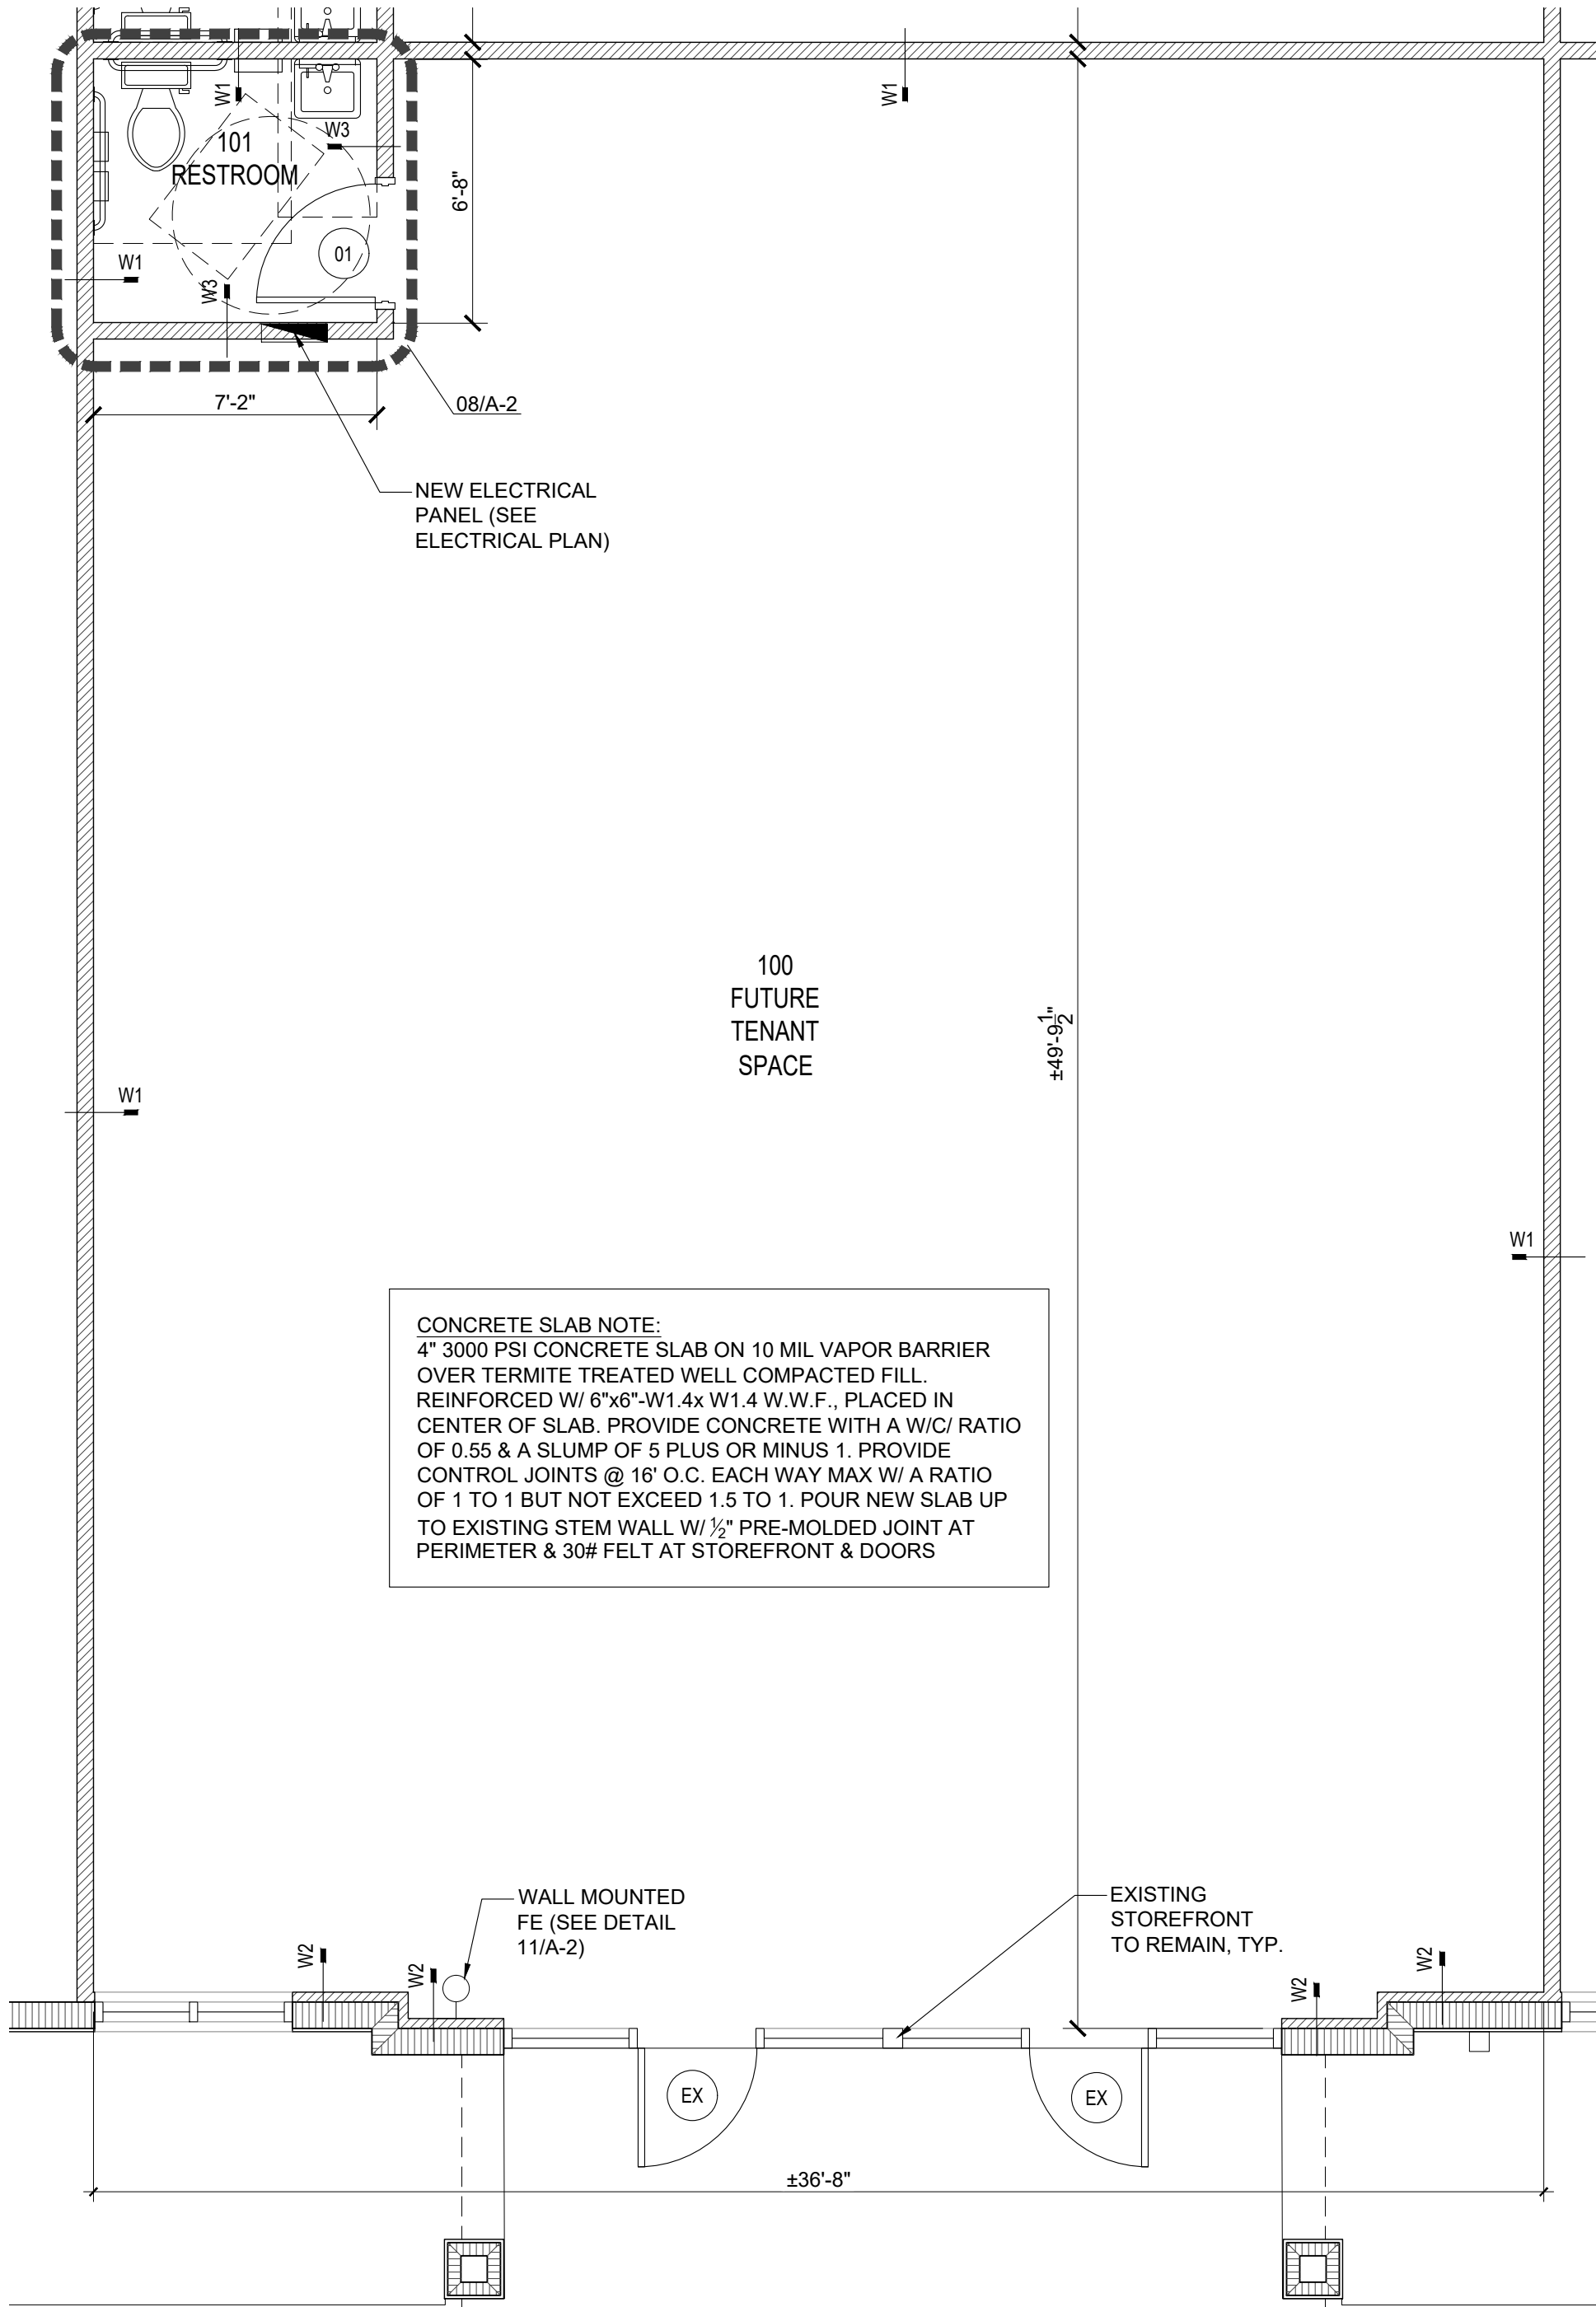 W1
W1
101
RESTROOM
W3
6'-8"
01
W1
W3
7'-2"
08/A-2
NEW ELECTRICAL
PANEL (SEE
ELECTRICAL PLAN)
100
FUTURE
TENANT
SPACE
±49'-9 1/2"
W1
W1
CONCRETE SLAB NOTE:
4" 3000 PSI CONCRETE SLAB ON 10 MIL VAPOR BARRIER
OVER TERMITE TREATED WELL COMPACTED FILL.
REINFORCED W/ 6"x6"-W1.4x W1.4 W.W.F., PLACED IN
CENTER OF SLAB. PROVIDE CONCRETE WITH A W/C/ RATIO
OF 0.55 & A SLUMP OF 5 PLUS OR MINUS 1. PROVIDE
CONTROL JOINTS @ 16' O.C. EACH WAY MAX W/ A RATIO
OF 1 TO 1 BUT NOT EXCEED 1.5 TO 1. POUR NEW SLAB UP
TO EXISTING STEM WALL W/ ½" PRE-MOLDED JOINT AT
PERIMETER & 30# FELT AT STOREFRONT & DOORS
WALL MOUNTED
FE (SEE DETAIL
11/A-2)
EXISTING
STOREFRONT
TO REMAIN, TYP.
W2
W2
W2
W2
EX
EX
±36'-8"